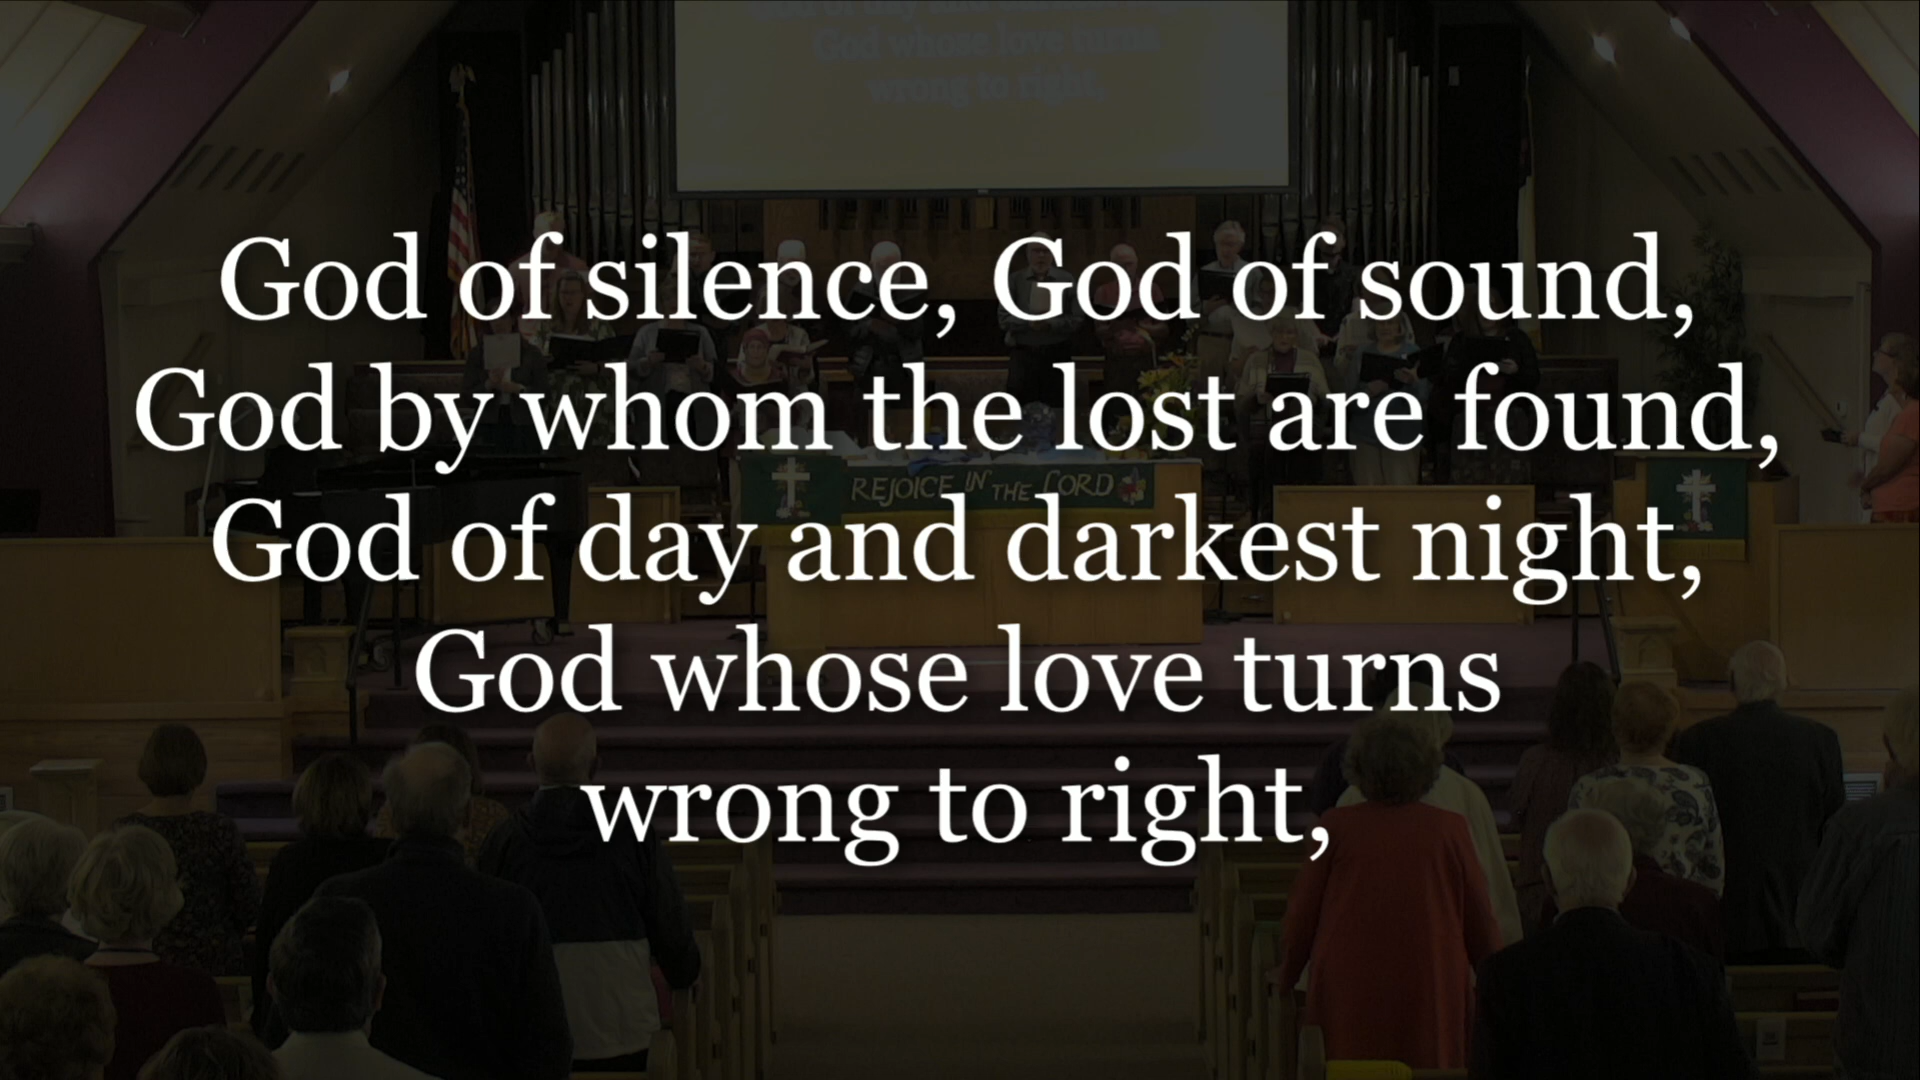 God whose love turns
wrong to right,
God of silence, God of sound,
God by whom the lost are found,
REJOICE IN THE LORD
God of day and darkest night,
God whose love turns
wrong to right,